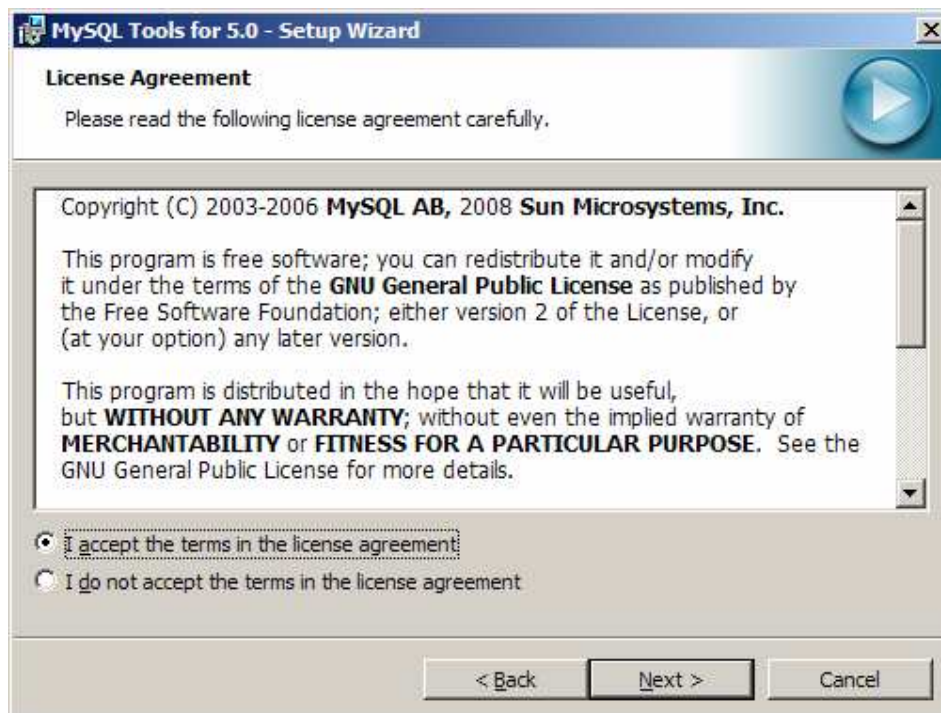 MySQL Tools for 5.0 - Setup Wizard
License Agreement
Please read the following license agreement carefully.
Copyright (C) 2003-2006 MySQL AB, 2008 Sun Microsystems, Inc.
This program is free software; you can redistribute it and/or modify
it under the terms of the GNU General Public License as published by
the Free Software Foundation; either version 2 of the License, or
(at your option) any later version.
This program is distributed in the hope that it will be useful,
but WITHOUT ANY WARRANTY; without even the implied warranty of
MERCHANTABILITY or FITNESS FOR A PARTICULAR PURPOSE.  See the
GNU General Public License for more details.
I accept the terms in the license agreement
I do not accept the terms in the license agreement
< Back Next > Cancel